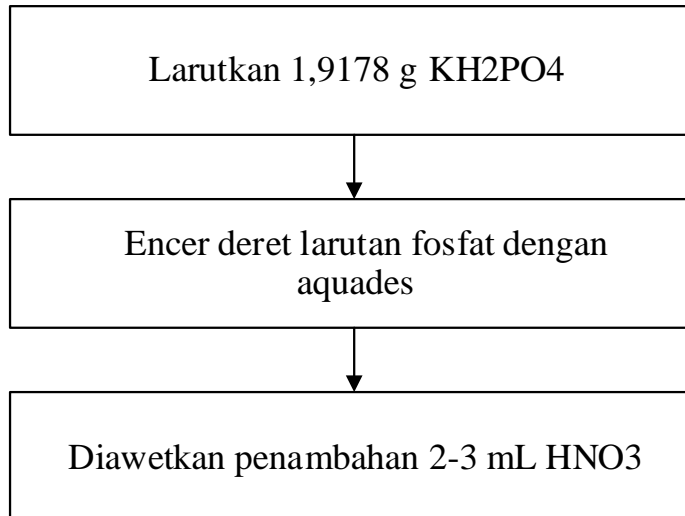 Larutkan 1,9178 g KH2PO4
Encer deret larutan fosfat dengan
aquades
Diawetkan penambahan 2-3 mL HNO3